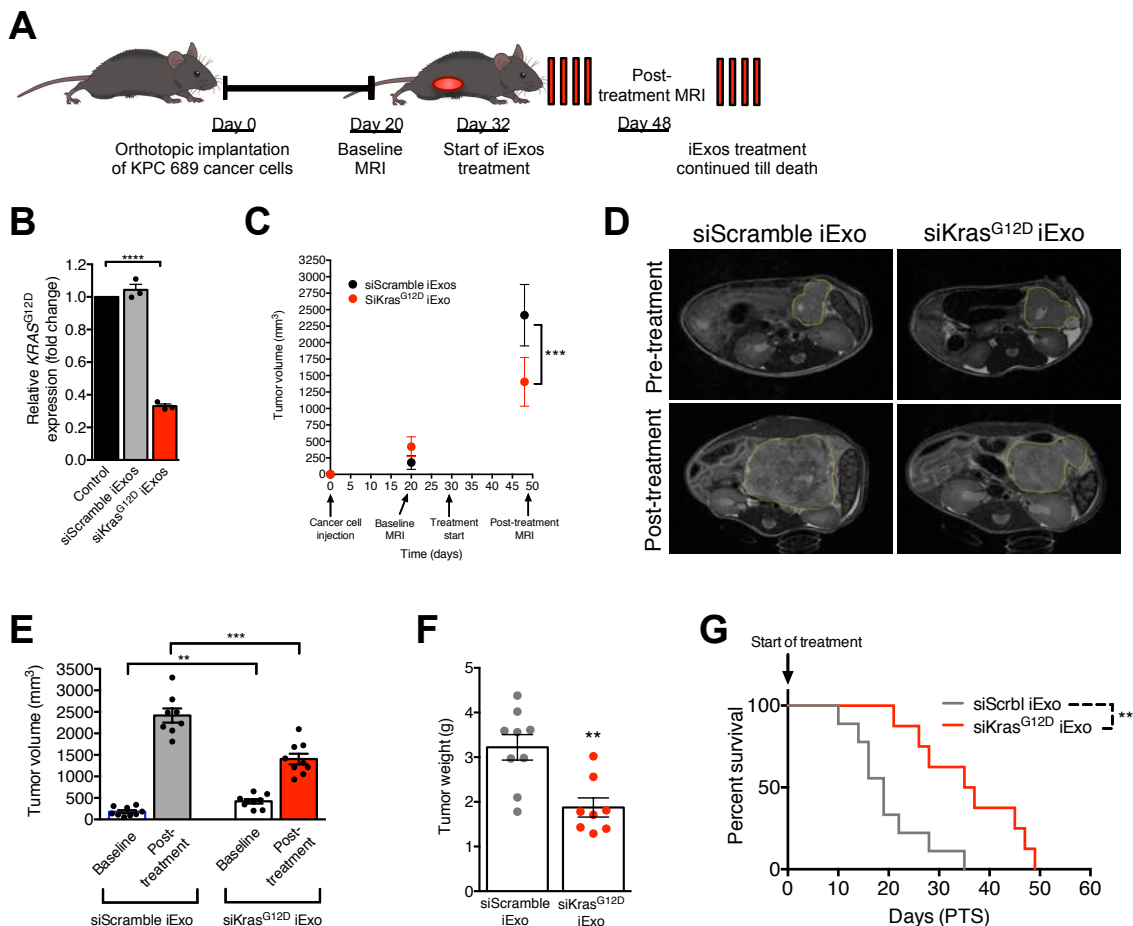 A
Day 0
Orthotopic implantation
of KPC 689 cancer cells
Day 20
Baseline
MRI
Day 32
Start of iExos
treatment
Post-
treatment MRI
Day 48
iExos treatment
continued till death
B
Relative KRASG12D
expression (fold change)
1.2
1.0
0.8
0.6
0.4
0.2
0.0
****
Control
siScramble iExos
siKrasG12D iExos
C
Tumor volume (mm3)
3250
3000
2750
2500
2250
2000
1750
1500
1250
1000
750
500
250
0
siScramble iExos
SiKrasG12D iExo
***
0 5 10 15 20 25 30 35 40 45 50
Cancer cell
injection
Baseline
MRI
Treatment
start
Post-treatment
MRI
Time (days)
D
siScramble iExo
siKrasG12D iExo
Pre-treatment
Post-treatment
E
Tumor volume (mm3)
3500
3000
2500
2000
1500
1000
500
0
***
**
Baseline
Post-
treatment
Baseline
Post-
treatment
siScramble iExo
siKrasG12D iExo
F
Tumor weight (g)
5
4
3
2
1
0
**
siScramble
iExo
siKrasG12D
iExo
G
Start of treatment
Percent survival
100
50
0
siScrbl iExo
siKrasG12D iExo
**
0 10 20 30 40 50 60
Days (PTS)